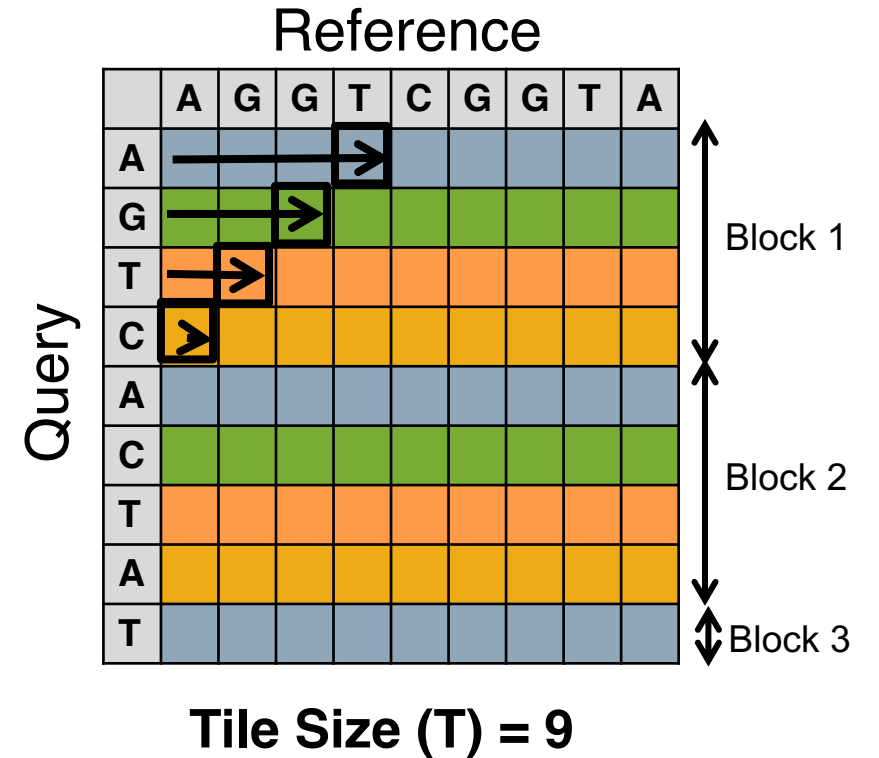 Reference
A G G T C G G T A
A
G
T
C
A
C
T
A
T
Query
Block 1
Block 2
Block 3
Tile Size (T) = 9